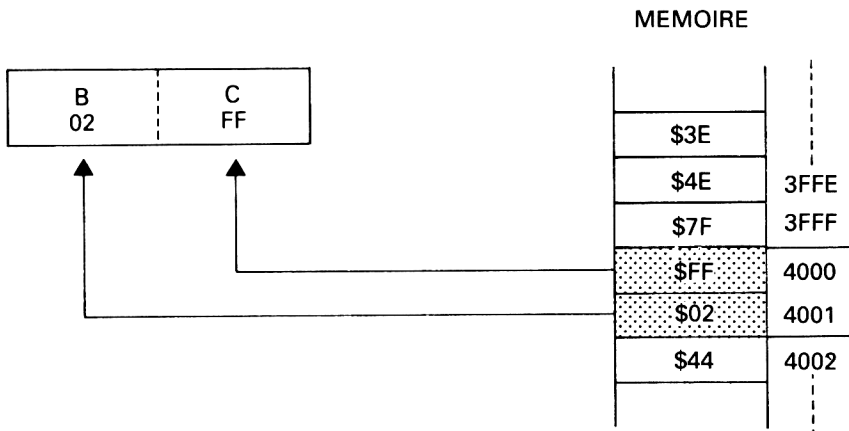 MEMOIRE
B C
02 FF
$3E
$4E 3FFE
$7F 3FFF
$FF 4000
$02 4001
$44 4002